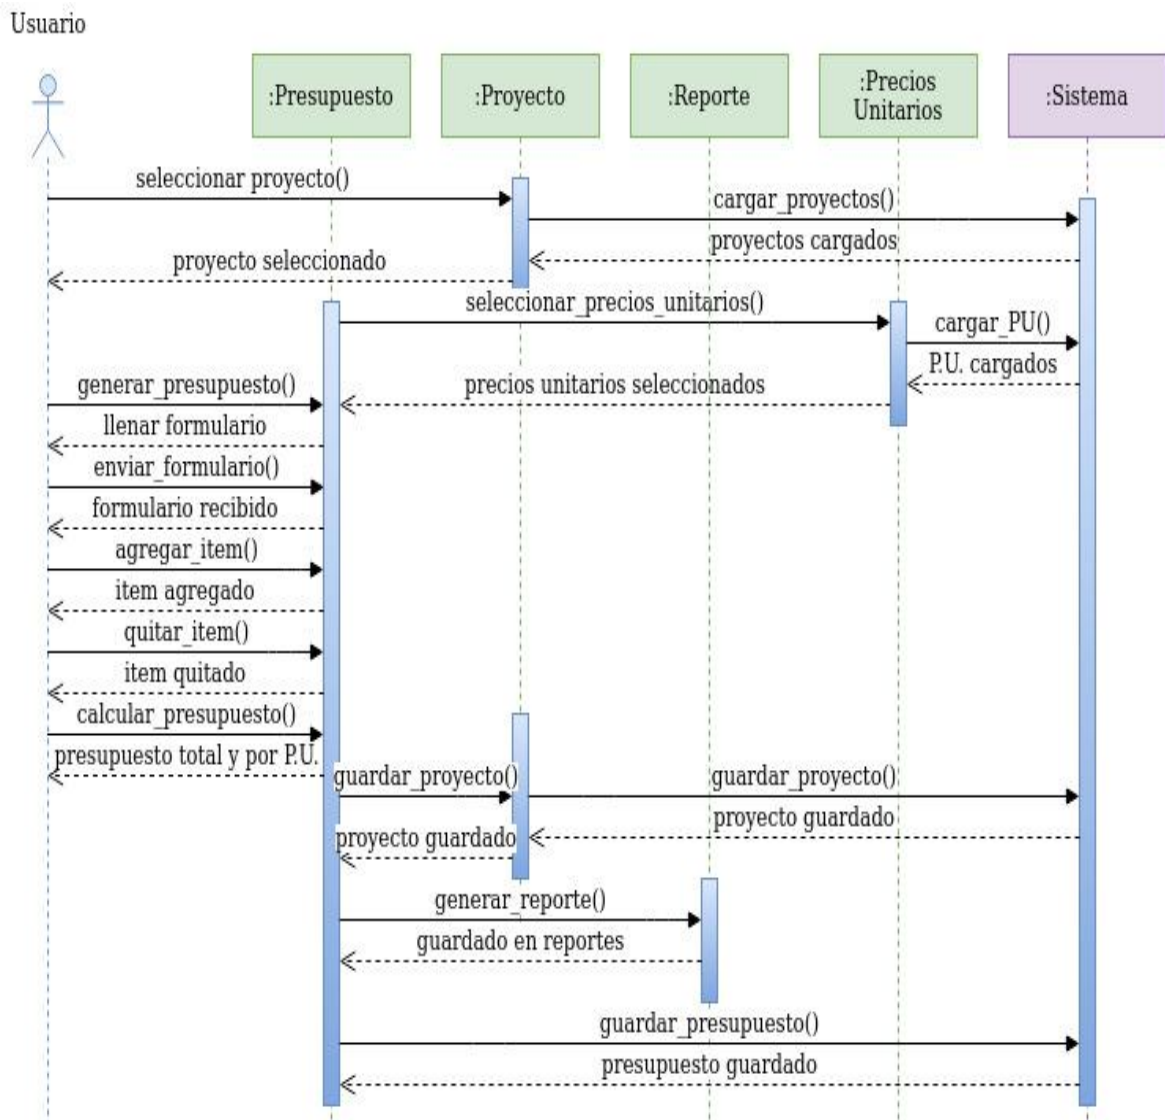 Usuario
:Presupuesto
:Proyecto
:Reporte
:Precios
Unitarios
:Sistema
seleccionar proyecto()
cargar_proyectos()
proyectos cargados
proyecto seleccionado
seleccionar_precios_unitarios()
cargar_PU()
P.U. cargados
generar_presupuesto()
precios unitarios seleccionados
llenar formulario
enviar_formulario()
formulario recibido
agregar_item()
item agregado
quitar_item()
item quitado
calcular_presupuesto()
presupuesto total y por P.U.
guardar_proyecto()
guardar_proyecto()
proyecto guardado
proyecto guardado
generar_reporte()
guardado en reportes
guardar_presupuesto()
presupuesto guardado